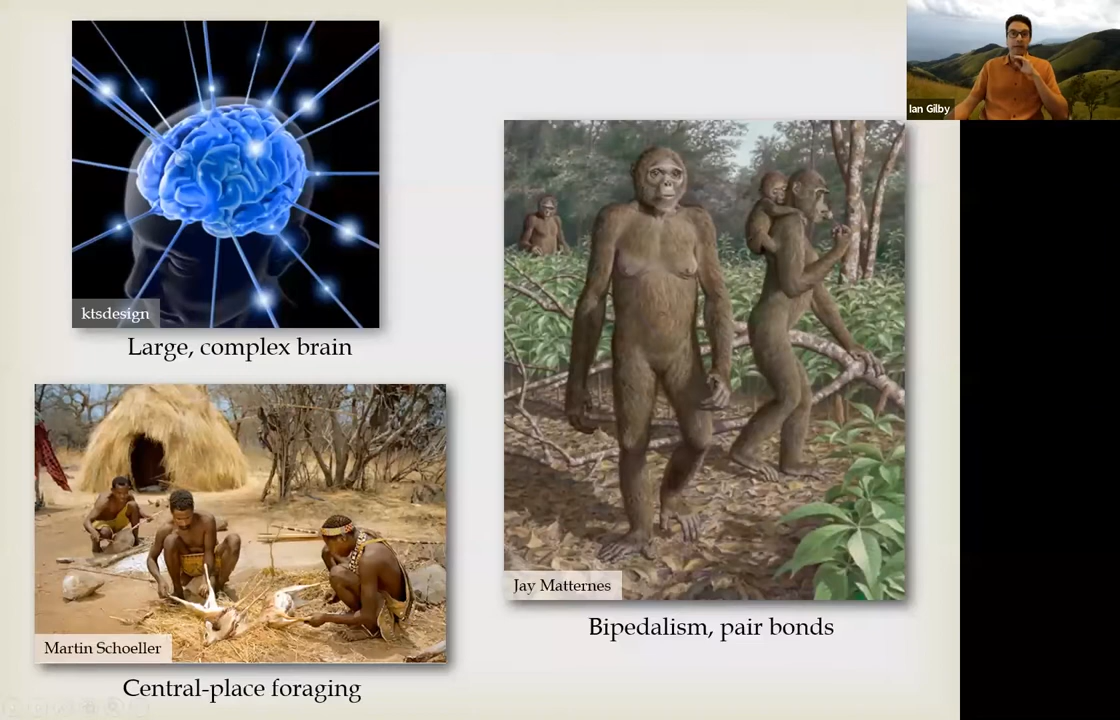 Ian Gilby
ktsdesign
Large, complex brain
Jay Matternes
Bipedalism, pair bonds
Martin Schoeller
Central-place foraging